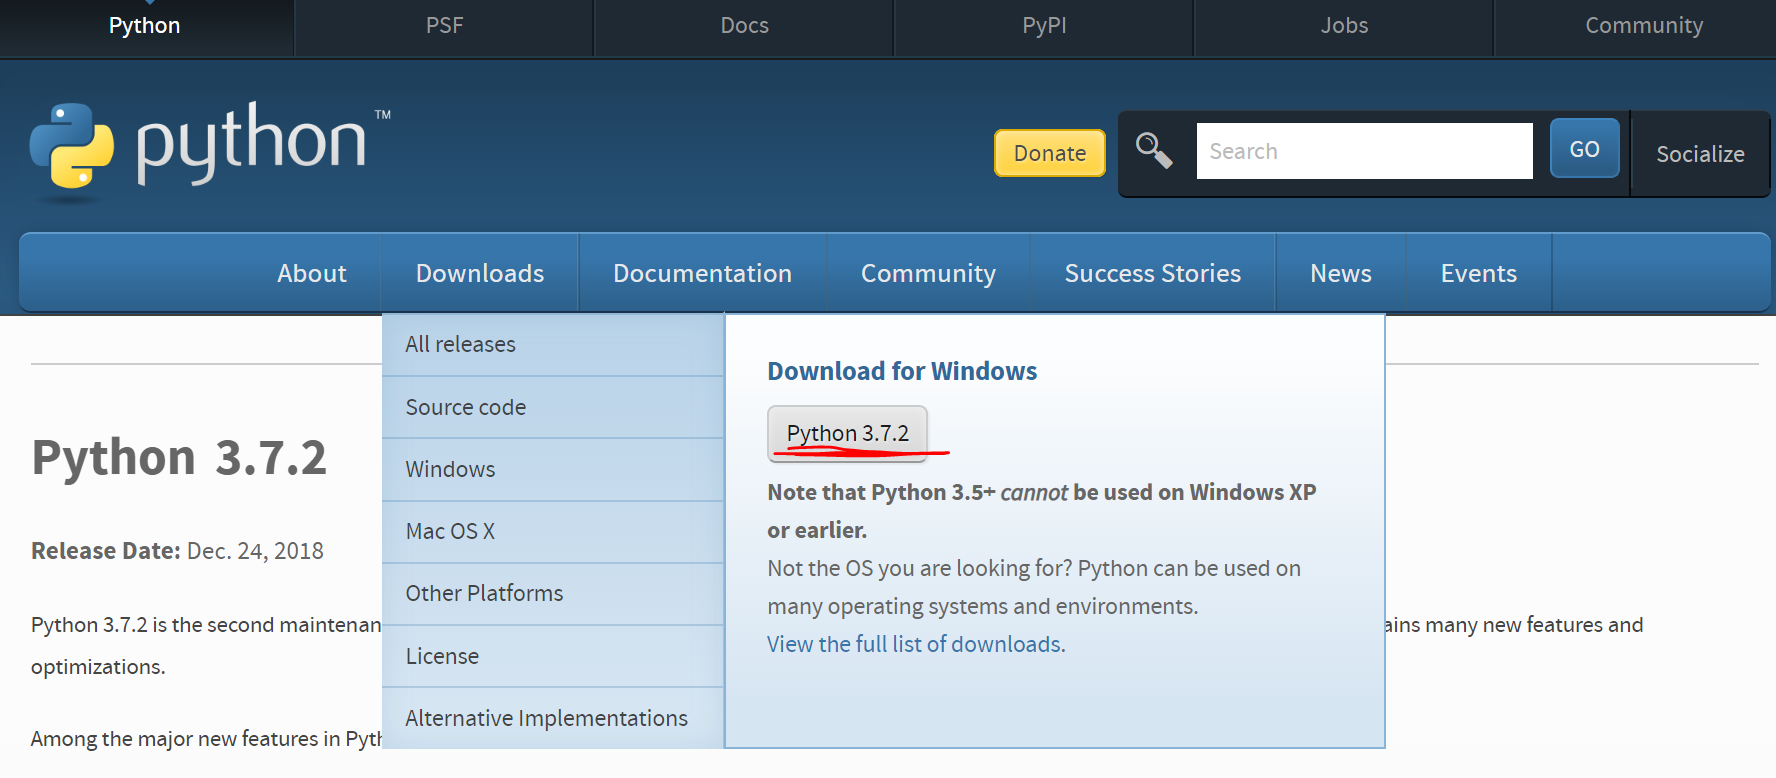 Python PSF Docs PyPI Jobs Community
python™
Donate Search GO Socialize
About Downloads Documentation Community Success Stories News Events
All releases
Source code
Windows
Mac OS X
Other Platforms
License
Alternative Implementations
Download for Windows
Python 3.7.2
Note that Python 3.5+ cannot be used on Windows XP
or earlier.
Not the OS you are looking for? Python can be used on
many operating systems and environments.
View the full list of downloads.
Python 3.7.2
Release Date: Dec. 24, 2018
Python 3.7.2 is the second many new features and
optimizations.
Among the major new features in